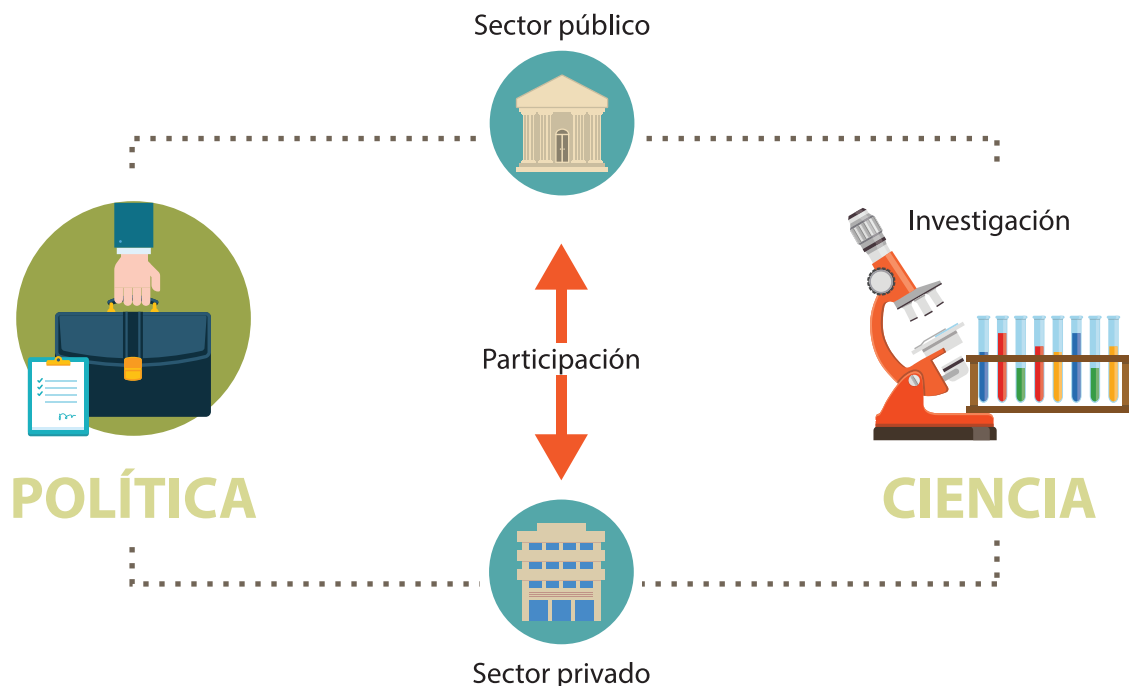 Sector público
Investigación
Participación
POLÍTICA
CIENCIA
Sector privado